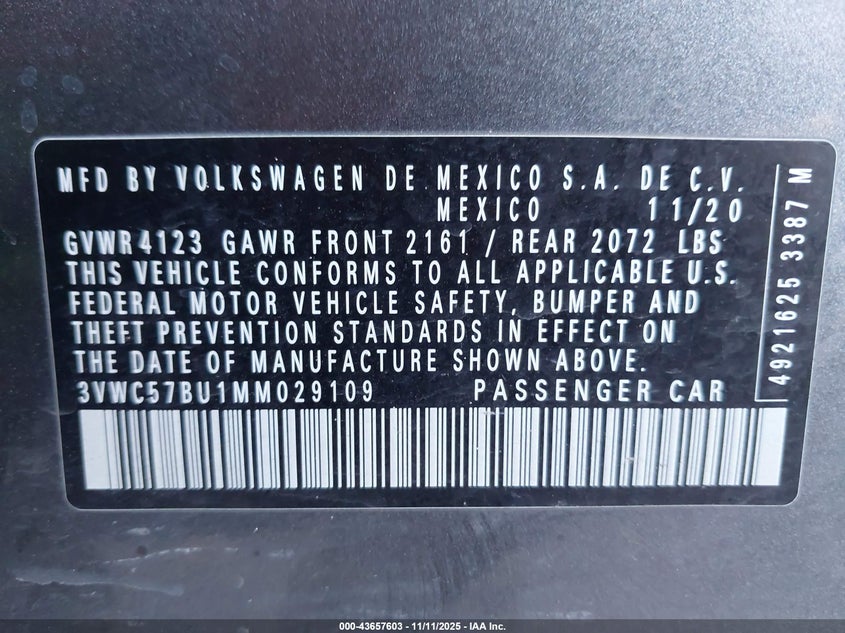 MFD BY VOLKSWAGEN DE MEXICO S.A. DE C.V.
MEXICO 11/20
GVWR 4123 GAWR FRONT 2161 / REAR 2072 LBS
THIS VEHICLE CONFORMS TO ALL APPLICABLE U.S.
FEDERAL MOTOR VEHICLE SAFETY, BUMPER AND
THEFT PREVENTION STANDARDS IN EFFECT ON
THE DATE OF MANUFACTURE SHOWN ABOVE.
3VWC57BU1MM029109 PASSENGER CAR
4921625 3387 M
000-43657603 - 11/11/2025 - IAA Inc.